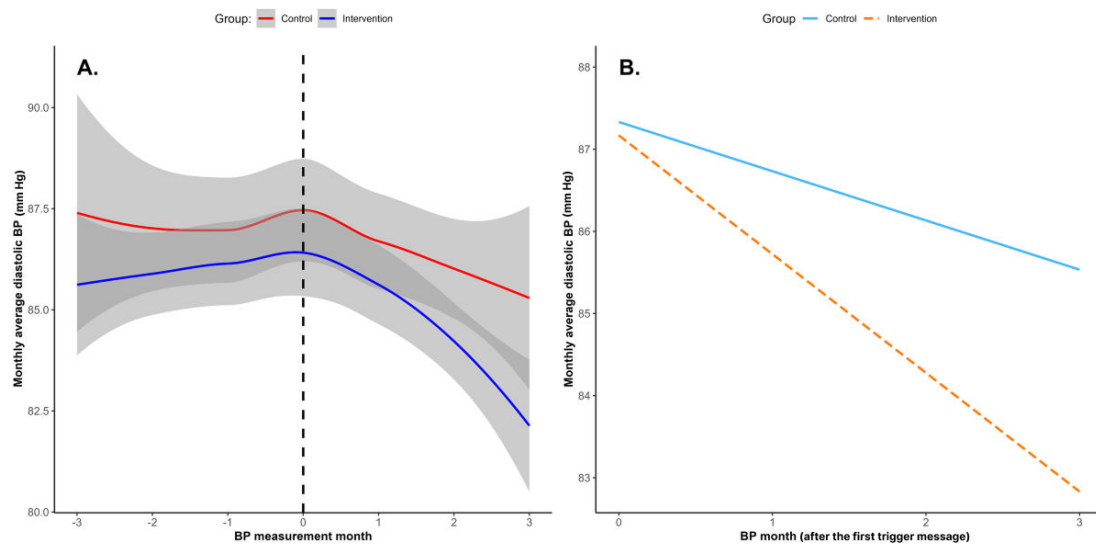 Group: Control Intervention
A.
Monthly average diastolic BP (mm Hg)
90.0
87.5
85.0
82.5
80.0
-3 -2 -1 0 1 2 3
BP measurement month
Group Control Intervention
B.
Monthly average diastolic BP (mm Hg)
88
87
86
85
84
83
0 1 2 3
BP month (after the first trigger message)